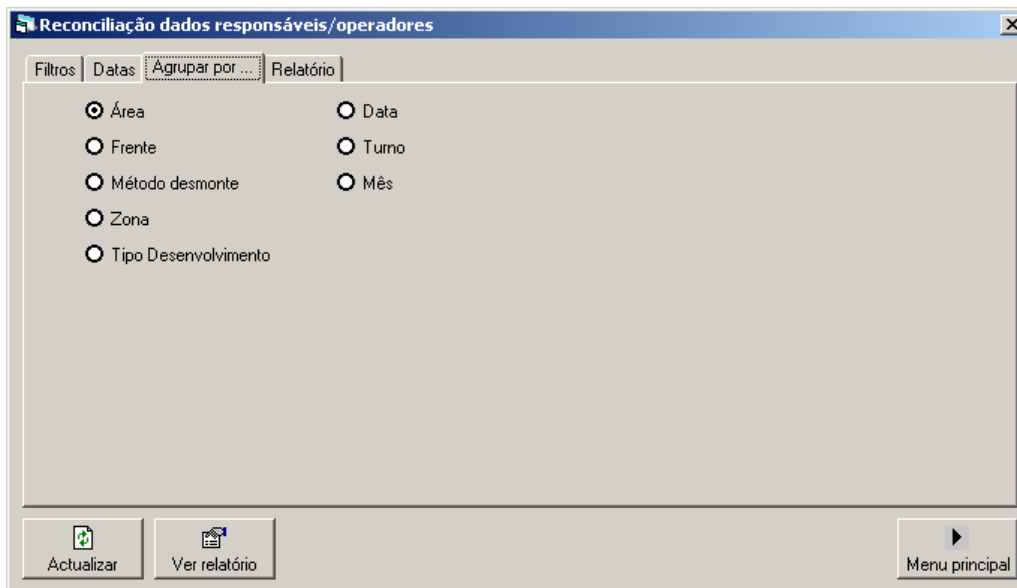 Reconciliação dados responsáveis/operadores
Filtros Datas Agrupar por ... Relatório
Área Data
Frente Turno
Método desmonte Mês
Zona
Tipo Desenvolvimento
Actualizar Ver relatório Menu principal